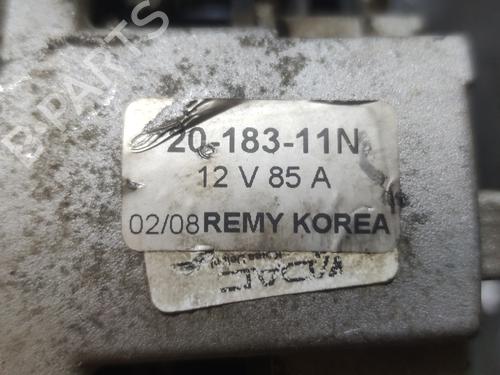 20-183-11N
12 V 85 A
02/08 REMY KOREA
B-PARTS